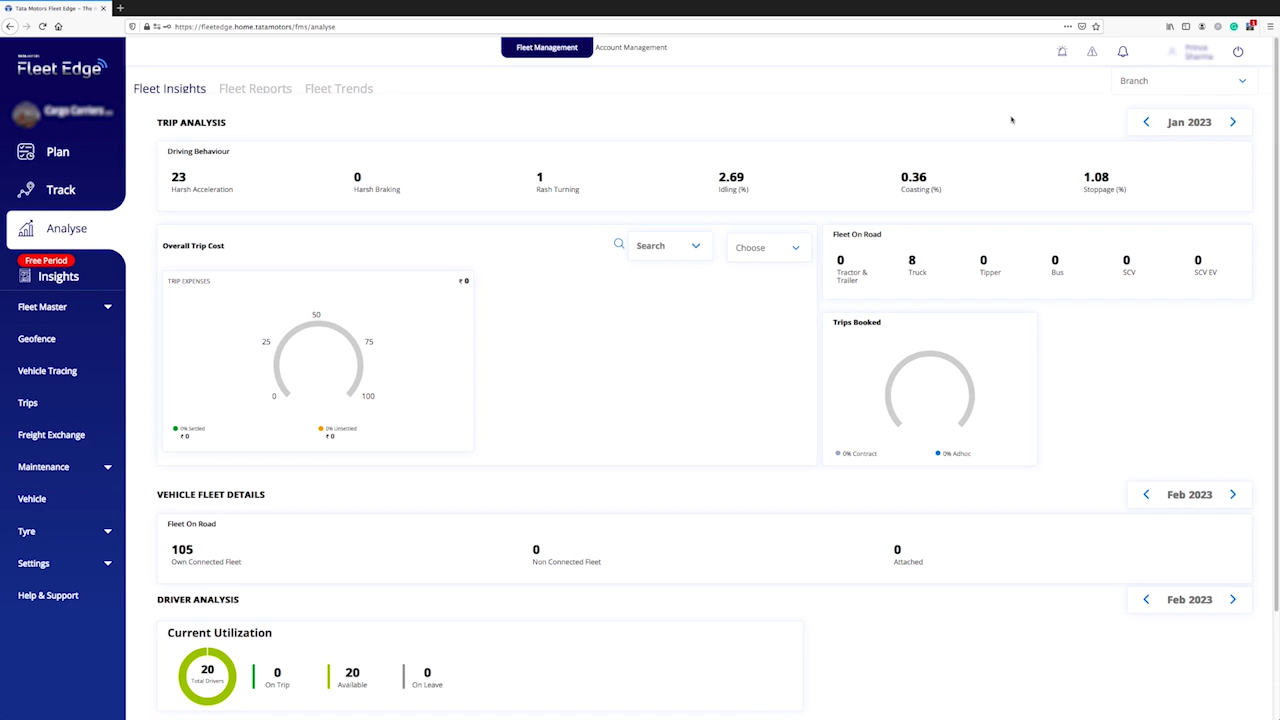 Tata Motors Fleet Edge - The n
https://fleetedge.home.tatamotors/fms/analyse
Fleet Management
Account Management
TATA MOTORS
Fleet Edge
Plan
Track
Analyse
Free Period
Insights
Fleet Master
Geofence
Vehicle Tracing
Trips
Freight Exchange
Maintenance
Vehicle
Tyre
Settings
Help & Support
Fleet Insights
Fleet Reports
Fleet Trends
Branch
TRIP ANALYSIS
Jan 2023
Driving Behaviour
23
Harsh Acceleration
0
Harsh Braking
1
Rash Turning
2.69
Idling (%)
0.36
Coasting (%)
1.08
Stoppage (%)
Overall Trip Cost
Search
Choose
TRIP EXPENSES
₹ 0
0
25
50
75
100
0% Settled
₹ 0
0% Unsettled
₹ 0
Fleet On Road
0
Tractor &
Trailer
8
Truck
0
Tipper
0
Bus
0
SCV
0
SCV EV
Trips Booked
0% Contract
0% Adhoc
VEHICLE FLEET DETAILS
Feb 2023
Fleet On Road
105
Own Connected Fleet
0
Non Connected Fleet
0
Attached
DRIVER ANALYSIS
Feb 2023
Current Utilization
20
Total Drivers
0
On Trip
20
Available
0
On Leave